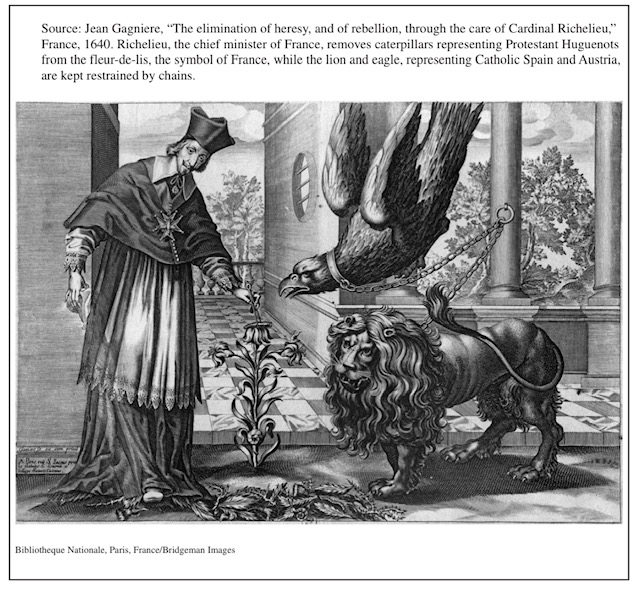 Source: Jean Gagniere, “The elimination of heresy, and of rebellion, through the care of Cardinal Richelieu,”
France, 1640. Richelieu, the chief minister of France, removes caterpillars representing Protestant Huguenots
from the fleur-de-lis, the symbol of France, while the lion and eagle, representing Catholic Spain and Austria,
are kept restrained by chains.
Bibliotheque Nationale, Paris, France/Bridgeman Images